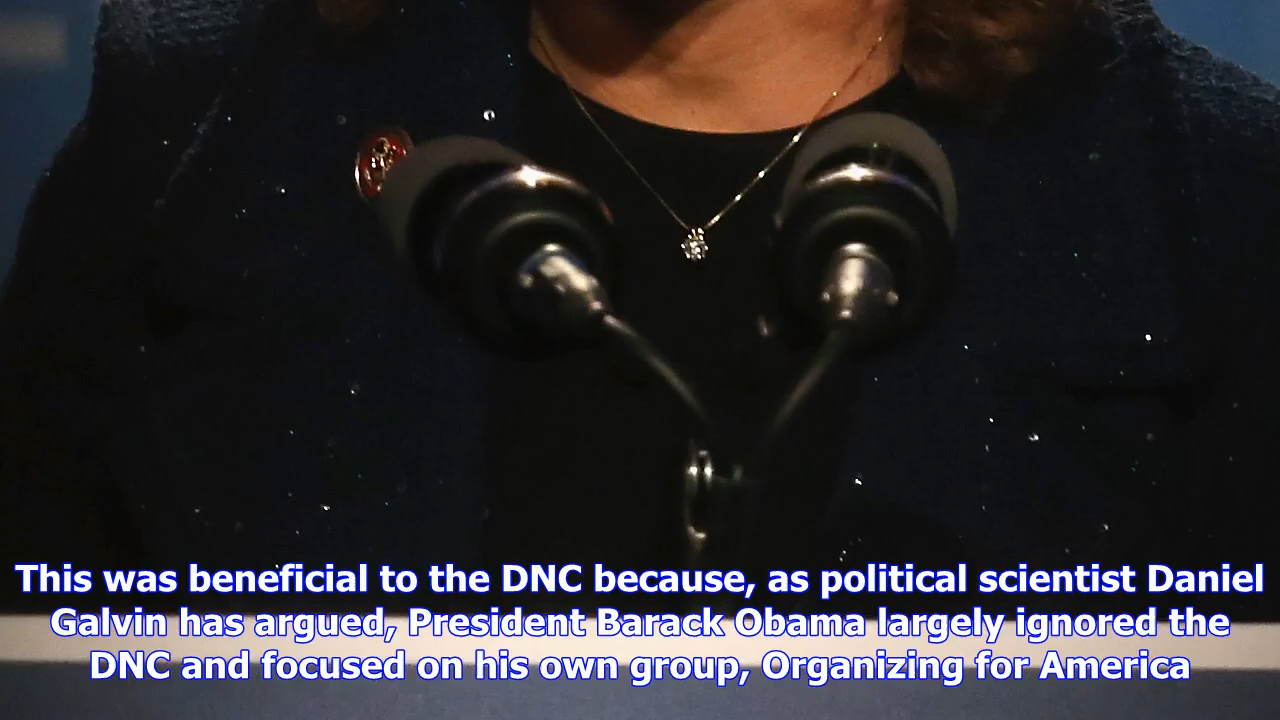 This was beneficial to the DNC because, as political scientist Daniel
Galvin has argued, President Barack Obama largely ignored the
DNC and focused on his own group, Organizing for America